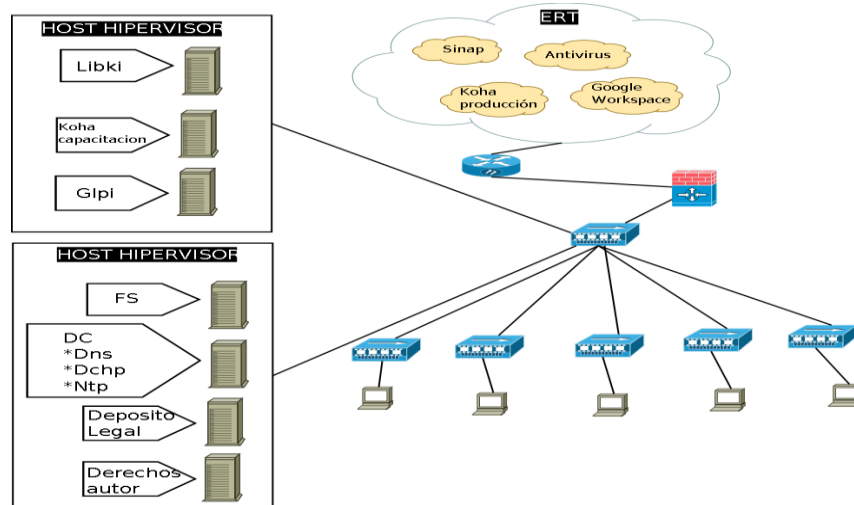 HOST HIPERVISOR
Libki
Koha
capacitacion
Glpi
HOST HIPERVISOR
FS
DC
*Dns
*Dchp
*Ntp
Deposito
Legal
Derechos
autor
ERT
Sinap
Antivirus
Koha
producción
Google
Workspace